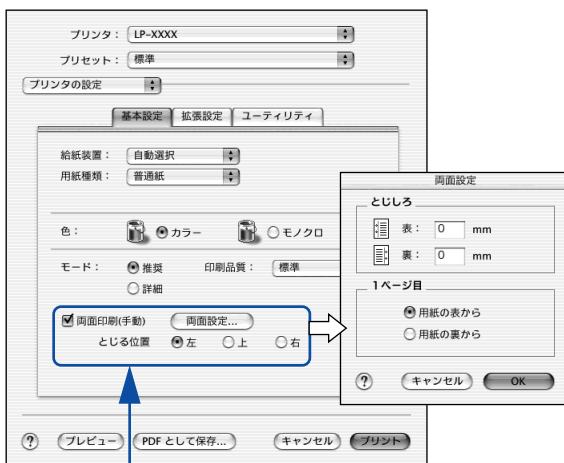 プリンタ： LP-XXXX
プリセット： 標準
プリンタの設定
基本設定 拡張設定 ユーティリティ
給紙装置： 自動選択
用紙種類： 普通紙
色： カラー モノクロ
モード： 推奨 印刷品質： 標準
詳細
両面印刷(手動) 両面設定...
とじる位置 左 上 右
? プレビュー PDF として保存... キャンセル プリント
両面設定
とじしろ
表： 0 mm
裏： 0 mm
1ページ目
用紙の表から
用紙の裏から
? キャンセル OK